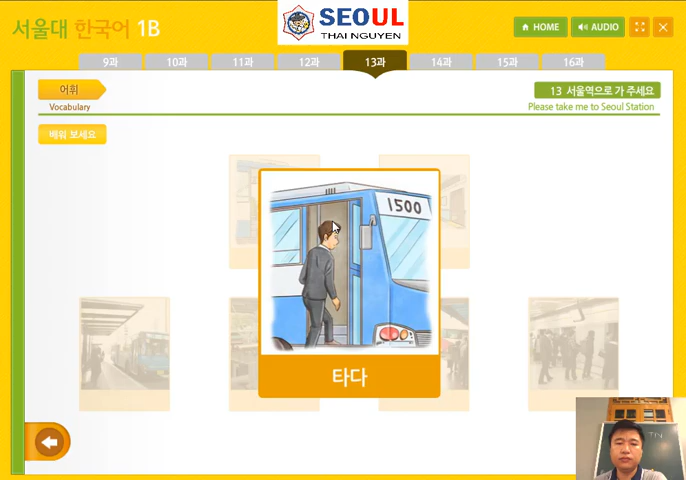 서울대 한국어 1B
SEOUL
THAI NGUYEN
HOME
AUDIO
9과
10과
11과
12과
13과
14과
15과
16과
어휘
Vocabulary
13 서울역으로 가 주세요
Please take me to Seoul Station
배워 보세요
1500
타다